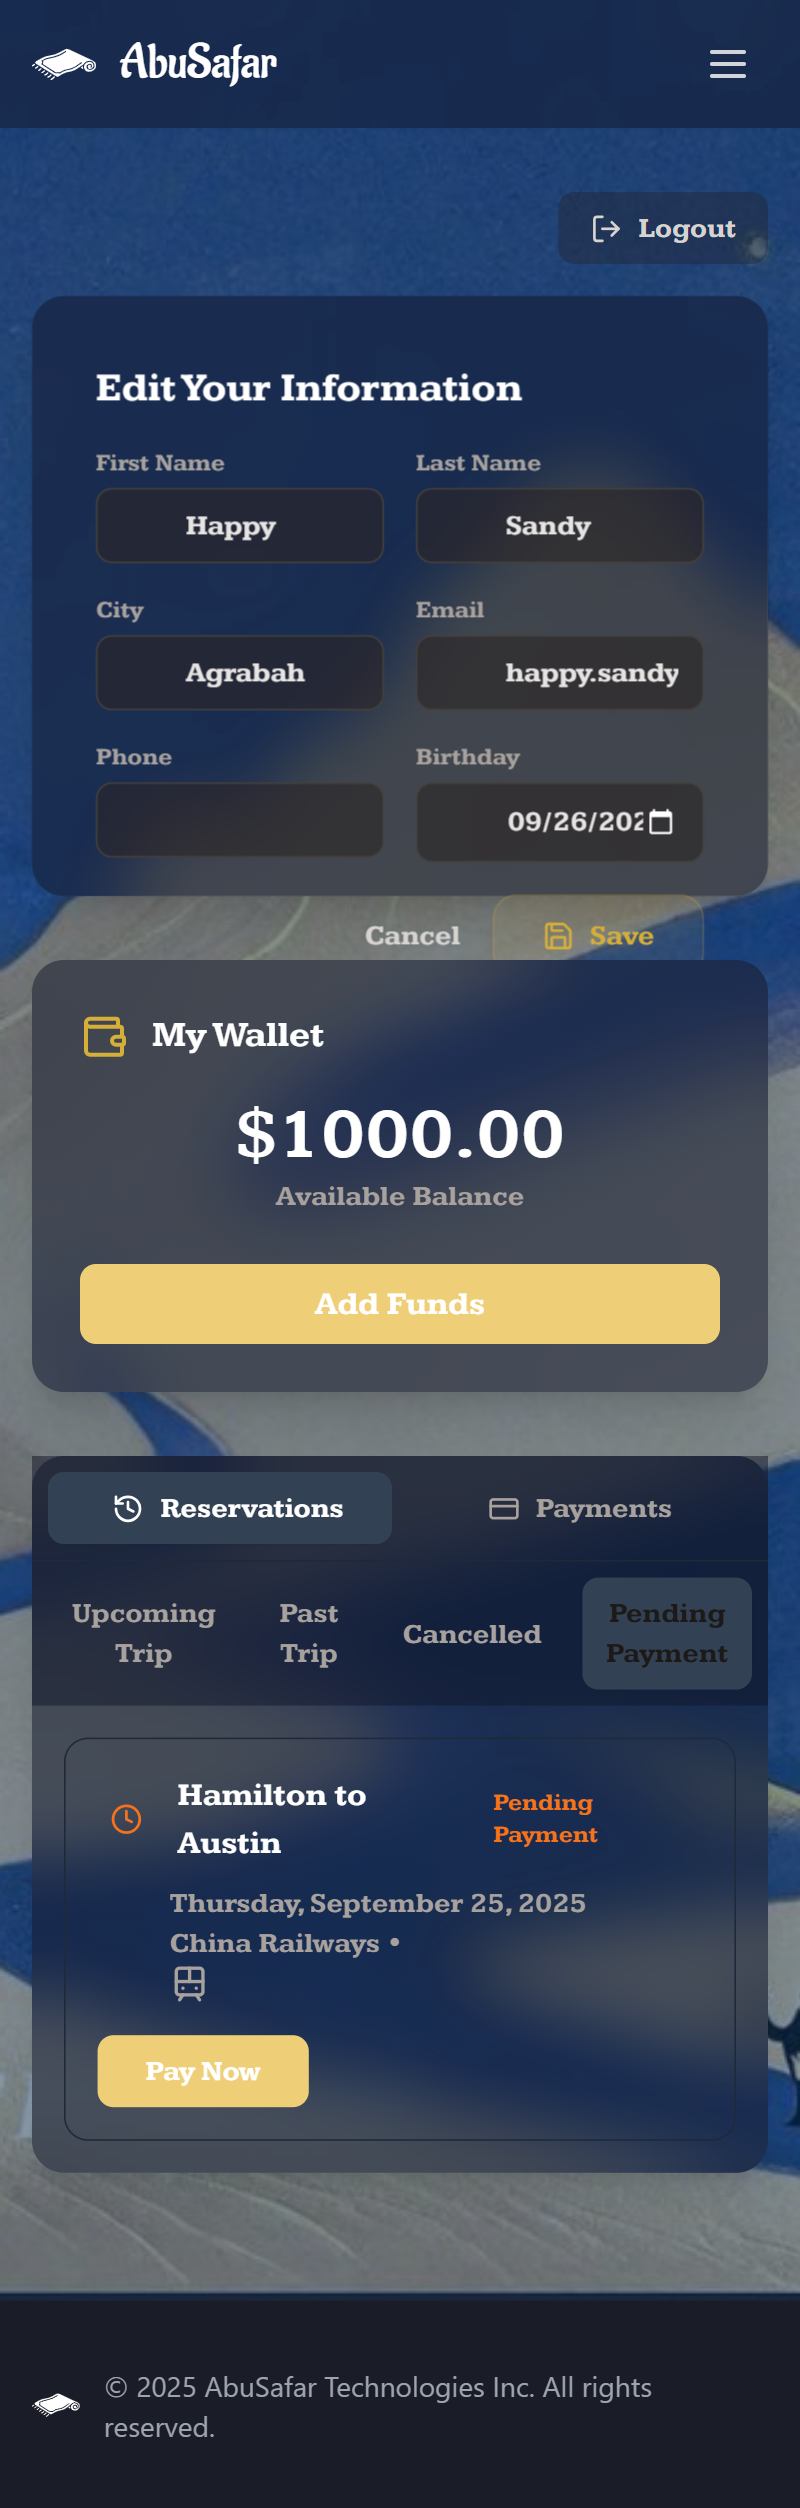 AbuSafar
Logout
Edit Your Information
First Name
Last Name
Happy
Sandy
City
Email
Agrabah
happy.sandy
Phone
Birthday
09/26/202
Cancel
Save
My Wallet
$1000.00
Available Balance
Add Funds
Reservations
Payments
Upcoming
Trip
Past
Trip
Cancelled
Pending
Payment
Hamilton to
Austin
Pending
Payment
Thursday, September 25, 2025
China Railways •
Pay Now
© 2025 AbuSafar Technologies Inc. All rights
reserved.